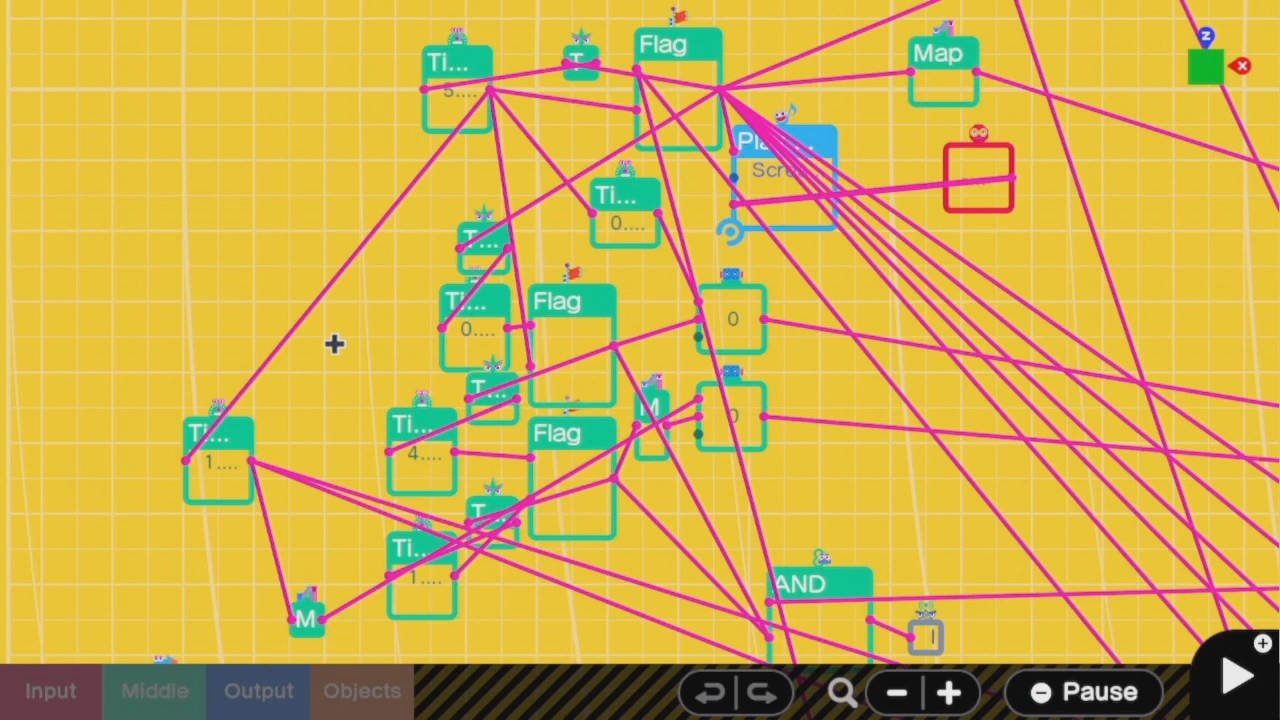 Flag
Ti...
T...
Map
5....
Pla...
Scre...
Ti...
0....
T...
Ti...
Flag
0....
0
T...
M
Ti...
0
Ti...
Flag
4....
1....
T...
Ti...
1....
AND
M
I
Z
X
Input
Middle
Output
Objects
Pause